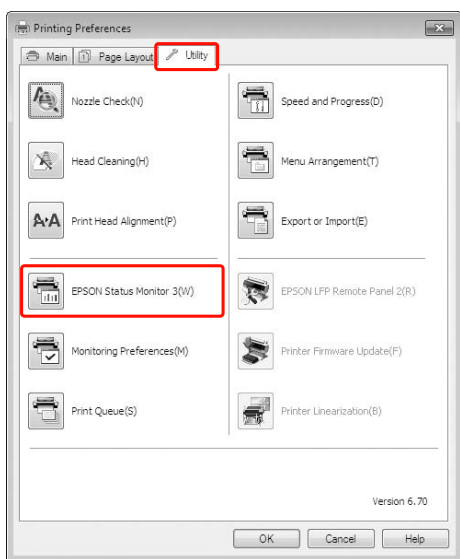 Printing Preferences
Main
Page Layout
Utility
Nozzle Check(N)
Speed and Progress(D)
Head Cleaning(H)
Menu Arrangement(T)
A·A
Print Head Alignment(P)
Export or Import(E)
EPSON Status Monitor 3(W)
EPSON LFP Remote Panel 2(R)
Monitoring Preferences(M)
Printer Firmware Update(F)
Print Queue(S)
Printer Linearization(B)
Version 6.70
OK
Cancel
Help